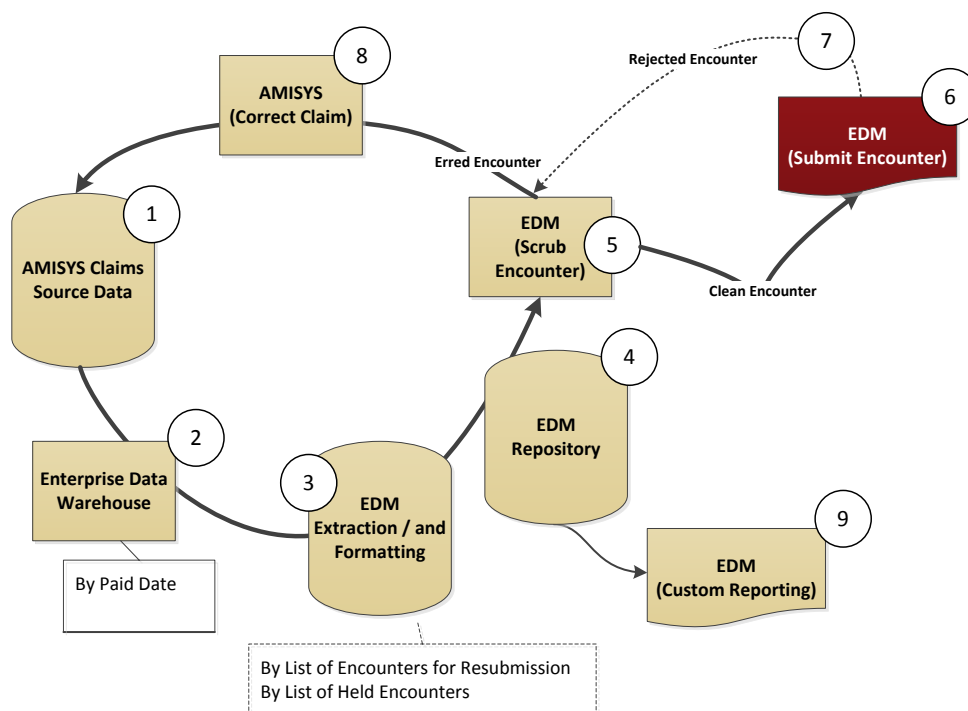 8
AMISYS
(Correct Claim)
Rejected Encounter
7
6
EDM
(Submit Encounter)
Erred Encounter
1
AMISYS Claims
Source Data
EDM
(Scrub
Encounter)
5
Clean Encounter
2
Enterprise Data
Warehouse
By Paid Date
3
EDM
Extraction / and
Formatting
4
EDM
Repository
9
EDM
(Custom Reporting)
By List of Encounters for Resubmission
By List of Held Encounters